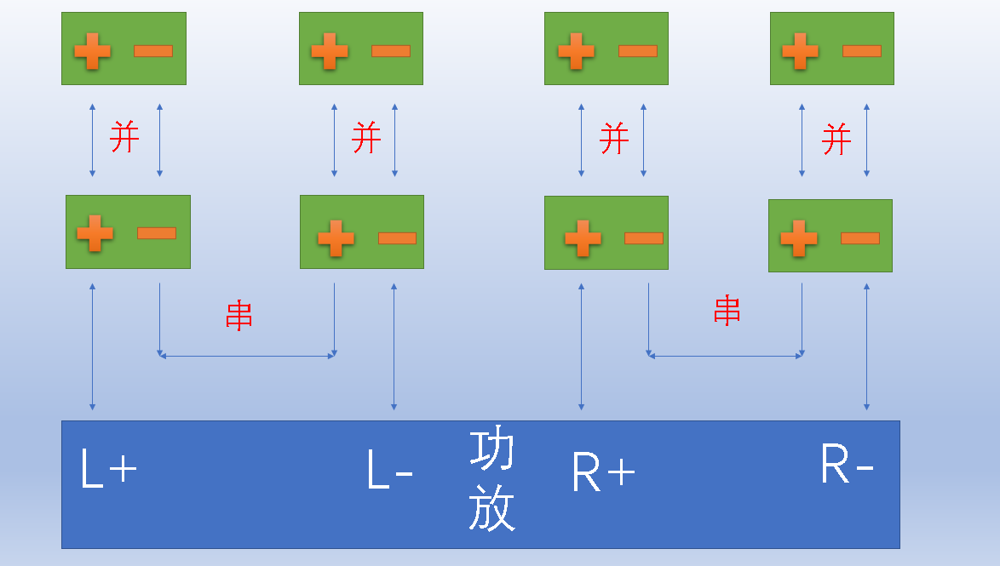 并 并 并 并
串 串
L+ L- 功 R+ R-
放